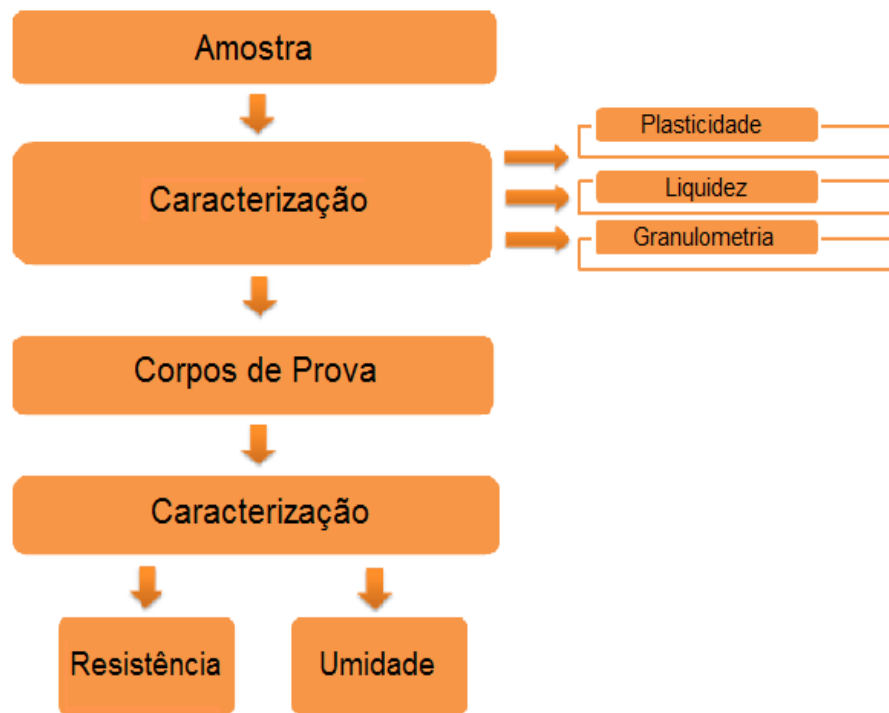 Amostra
Caracterização
Plasticidade
Liquidez
Granulometria
Corpos de Prova
Caracterização
Resistência
Umidade